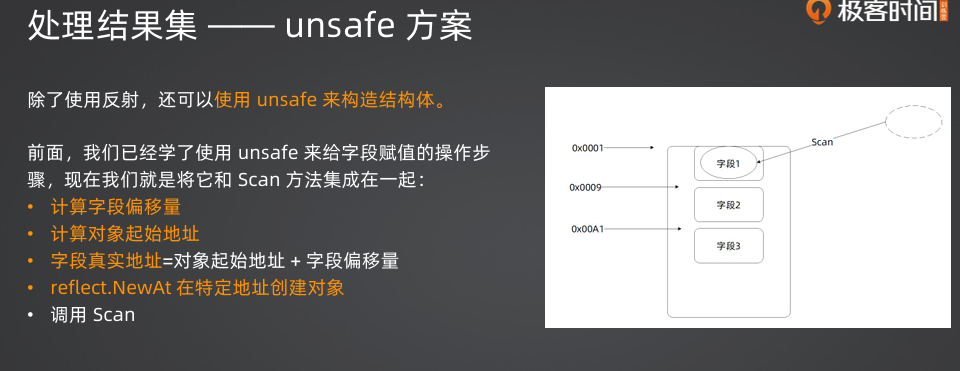 处理结果集 —— unsafe 方案
极客时间 训练营
除了使用反射，还可以使用 unsafe 来构造结构体。
前面，我们已经学了使用 unsafe 来给字段赋值的操作步
骤，现在我们就是将它和 Scan 方法集成在一起：
• 计算字段偏移量
• 计算对象起始地址
• 字段真实地址=对象起始地址 + 字段偏移量
• reflect.NewAt 在特定地址创建对象
• 调用 Scan
Scan
0x0001
字段1
0x0009
字段2
0x00A1
字段3